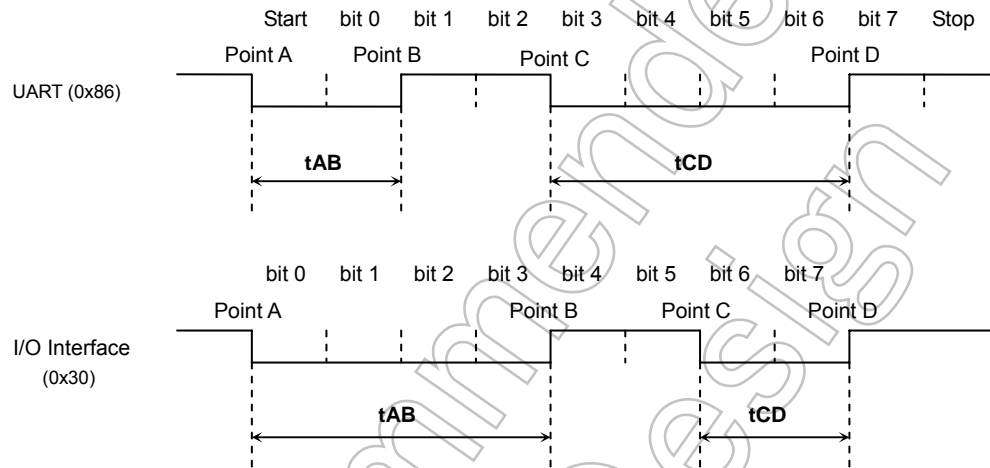 Start bit 0 bit 1 bit 2 bit 3 bit 4 bit 5 bit 6 bit 7 Stop
Point A Point B Point C Point D
UART (0x86)
tAB tCD
bit 0 bit 1 bit 2 bit 3 bit 4 bit 5 bit 6 bit 7
Point A Point B Point C Point D
I/O Interface
(0x30)
tAB tCD